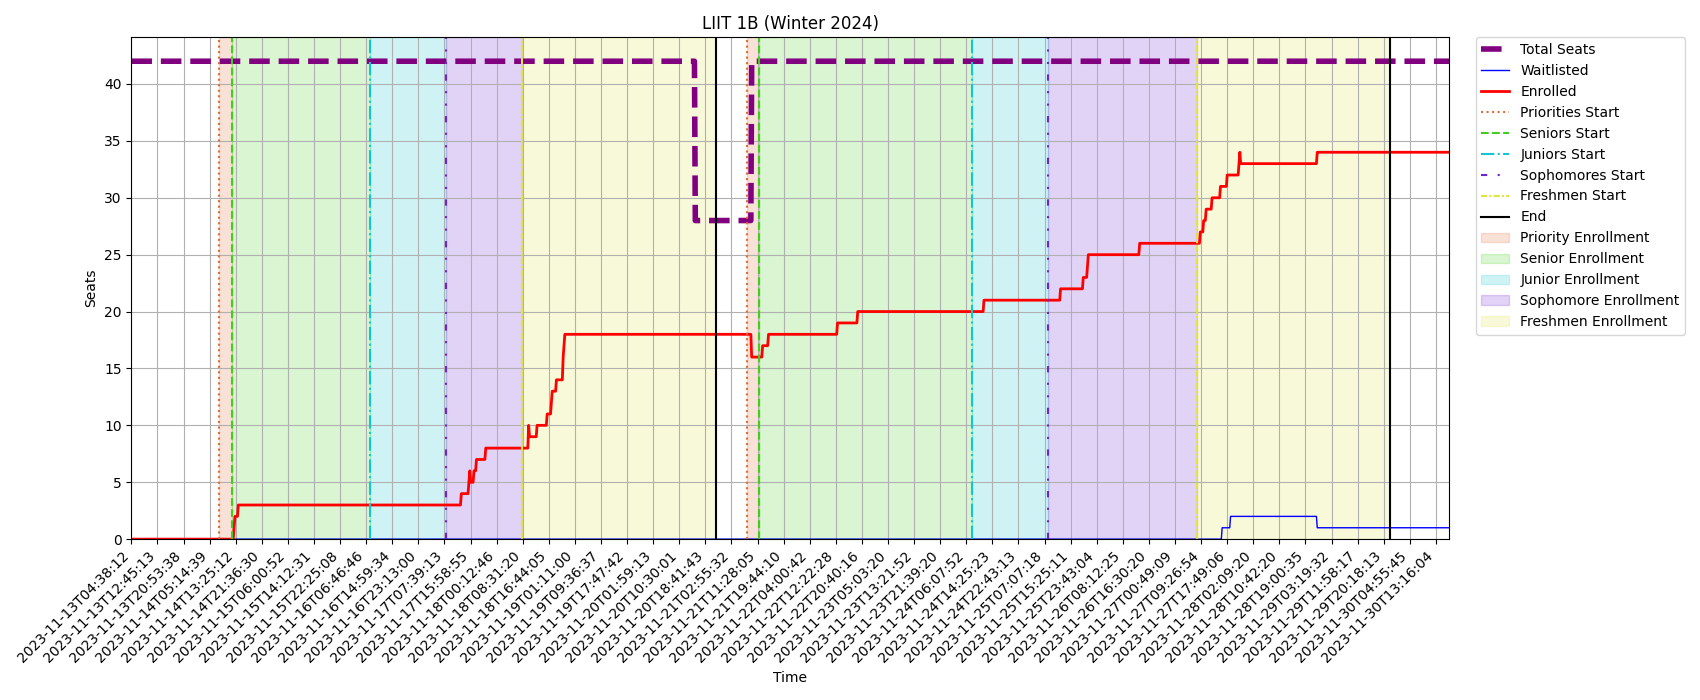 LIIT 1B (Winter 2024)
Total Seats
Waitlisted
Enrolled
Priorities Start
Seniors Start
Juniors Start
Sophomores Start
Freshmen Start
End
Priority Enrollment
Senior Enrollment
Junior Enrollment
Sophomore Enrollment
Freshmen Enrollment
Seats
40
35
30
25
20
15
10
5
0
2023-11-13T04:38:12
2023-11-13T12:45:13
2023-11-13T20:53:38
2023-11-14T05:14:39
2023-11-14T13:25:12
2023-11-14T21:36:30
2023-11-15T06:00:52
2023-11-15T14:12:31
2023-11-15T22:25:08
2023-11-16T06:46:46
2023-11-16T14:59:34
2023-11-16T23:13:00
2023-11-17T07:39:13
2023-11-17T15:58:55
2023-11-18T00:12:46
2023-11-18T08:31:20
2023-11-18T16:44:05
2023-11-19T01:11:00
2023-11-19T09:36:37
2023-11-19T17:47:42
2023-11-20T01:59:13
2023-11-20T10:30:01
2023-11-20T18:41:43
2023-11-21T02:55:32
2023-11-21T11:28:05
2023-11-21T19:44:10
2023-11-22T04:00:42
2023-11-22T12:22:28
2023-11-22T20:40:16
2023-11-23T05:03:20
2023-11-23T13:21:52
2023-11-23T21:39:20
2023-11-24T06:07:52
2023-11-24T14:25:23
2023-11-24T22:43:13
2023-11-25T07:07:18
2023-11-25T15:25:11
2023-11-25T23:43:04
2023-11-26T08:12:25
2023-11-26T16:30:20
2023-11-27T00:49:09
2023-11-27T09:26:54
2023-11-27T17:49:06
2023-11-28T02:09:20
2023-11-28T10:42:20
2023-11-28T19:00:35
2023-11-29T03:19:32
2023-11-29T11:58:17
2023-11-29T20:18:13
2023-11-30T04:55:45
2023-11-30T13:16:04
Time